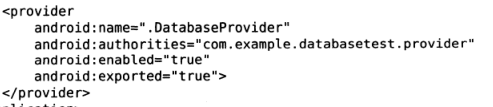 <provider
    android:name=".DatabaseProvider"
    android:authorities="com.example.databasetest.provider"
    android:enabled="true"
    android:exported="true">
</provider>